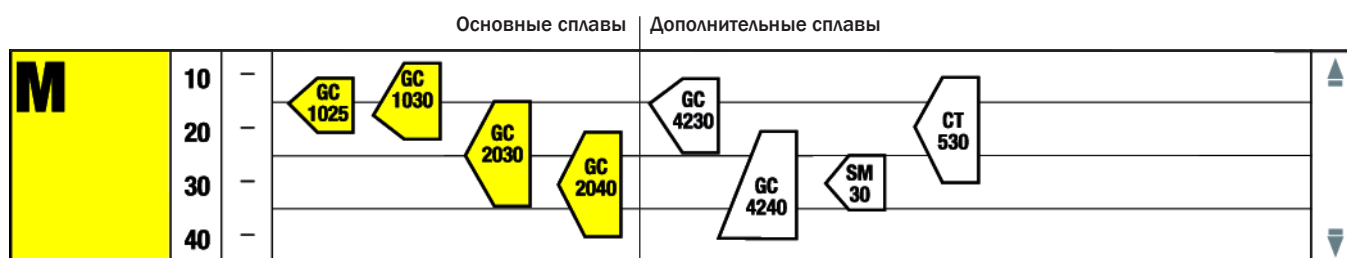 Основные сплавы Дополнительные сплавы
M
10 –
20 –
30 –
40 –
GC
1025
GC
1030
GC
2030
GC
2040
GC
4230
GC
4240
SM
30
CT
530